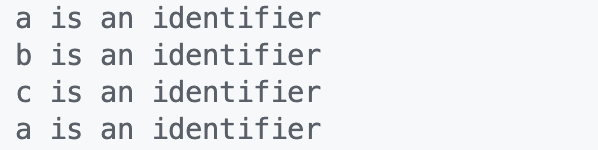 a is an identifier
b is an identifier
c is an identifier
a is an identifier